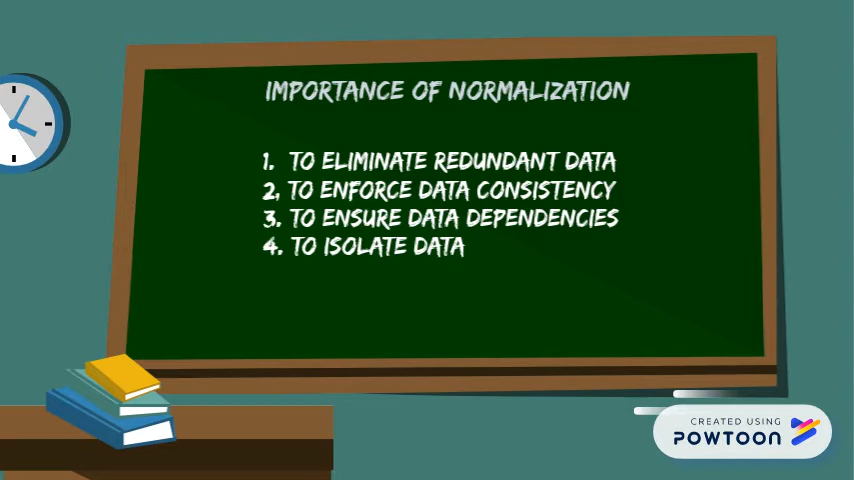 IMPORTANCE OF NORMALIZATION
1. TO ELIMINATE REDUNDANT DATA
2, TO ENFORCE DATA CONSISTENCY
3. TO ENSURE DATA DEPENDENCIES
4. TO ISOLATE DATA
CREATED USING
POWTOON